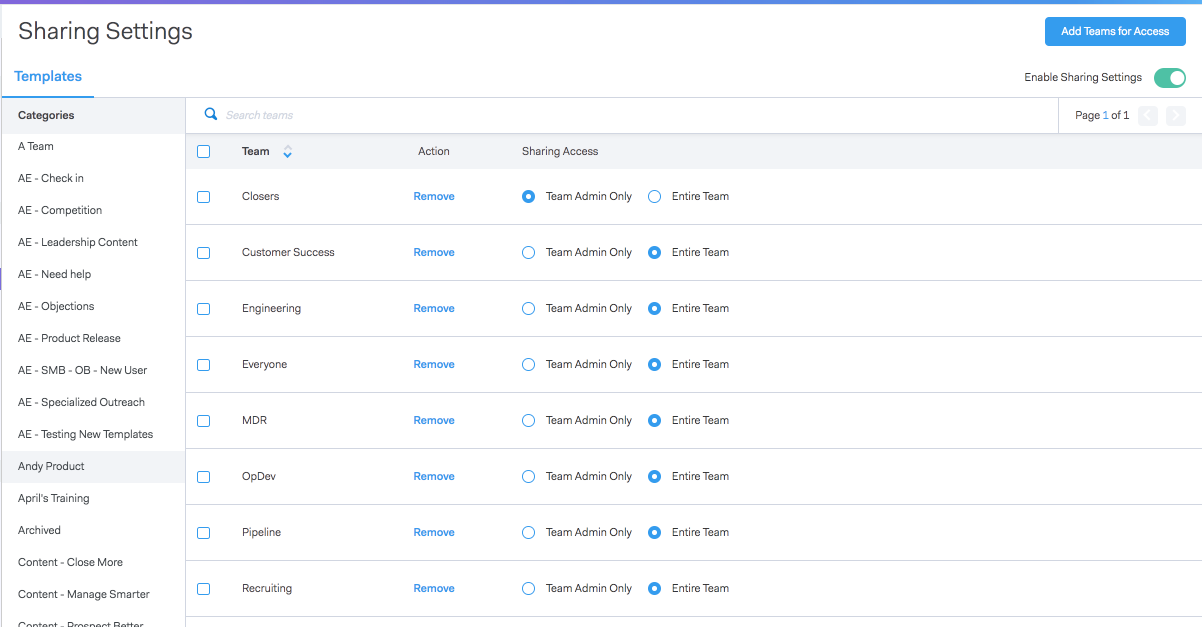 Sharing Settings
Add Teams for Access
Templates
Enable Sharing Settings
Categories
Search teams
Page 1 of 1
A Team
AE - Check in
AE - Competition
AE - Leadership Content
AE - Need help
AE - Objections
AE - Product Release
AE - SMB - OB - New User
AE - Specialized Outreach
AE - Testing New Templates
Andy Product
April's Training
Archived
Content - Close More
Content - Manage Smarter
Content - Prospect Better
Team Action Sharing Access
Closers Remove Team Admin Only Entire Team
Customer Success Remove Team Admin Only Entire Team
Engineering Remove Team Admin Only Entire Team
Everyone Remove Team Admin Only Entire Team
MDR Remove Team Admin Only Entire Team
OpDev Remove Team Admin Only Entire Team
Pipeline Remove Team Admin Only Entire Team
Recruiting Remove Team Admin Only Entire Team